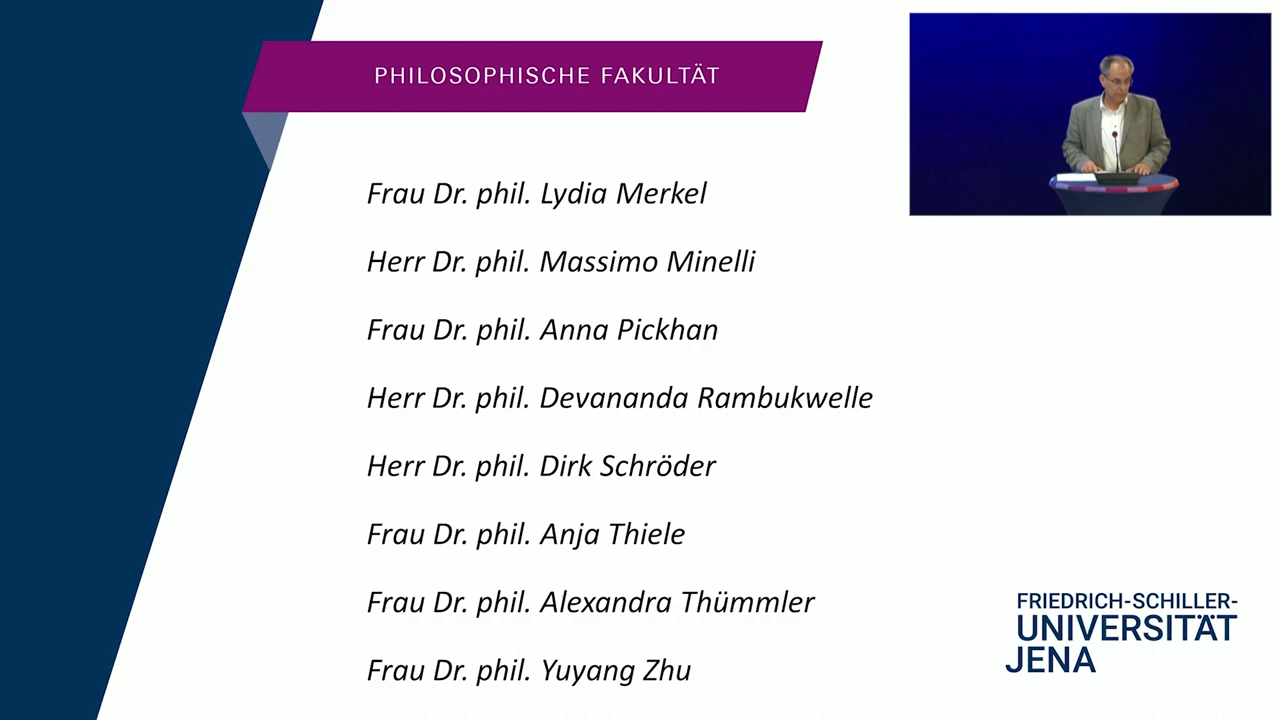 PHILOSOPHISCHE FAKULTÄT
Frau Dr. phil. Lydia Merkel
Herr Dr. phil. Massimo Minelli
Frau Dr. phil. Anna Pickhan
Herr Dr. phil. Devananda Rambukwelle
Herr Dr. phil. Dirk Schröder
Frau Dr. phil. Anja Thiele
Frau Dr. phil. Alexandra Thümmler
Frau Dr. phil. Yuyang Zhu
FRIEDRICH-SCHILLER-
UNIVERSITÄT
JENA